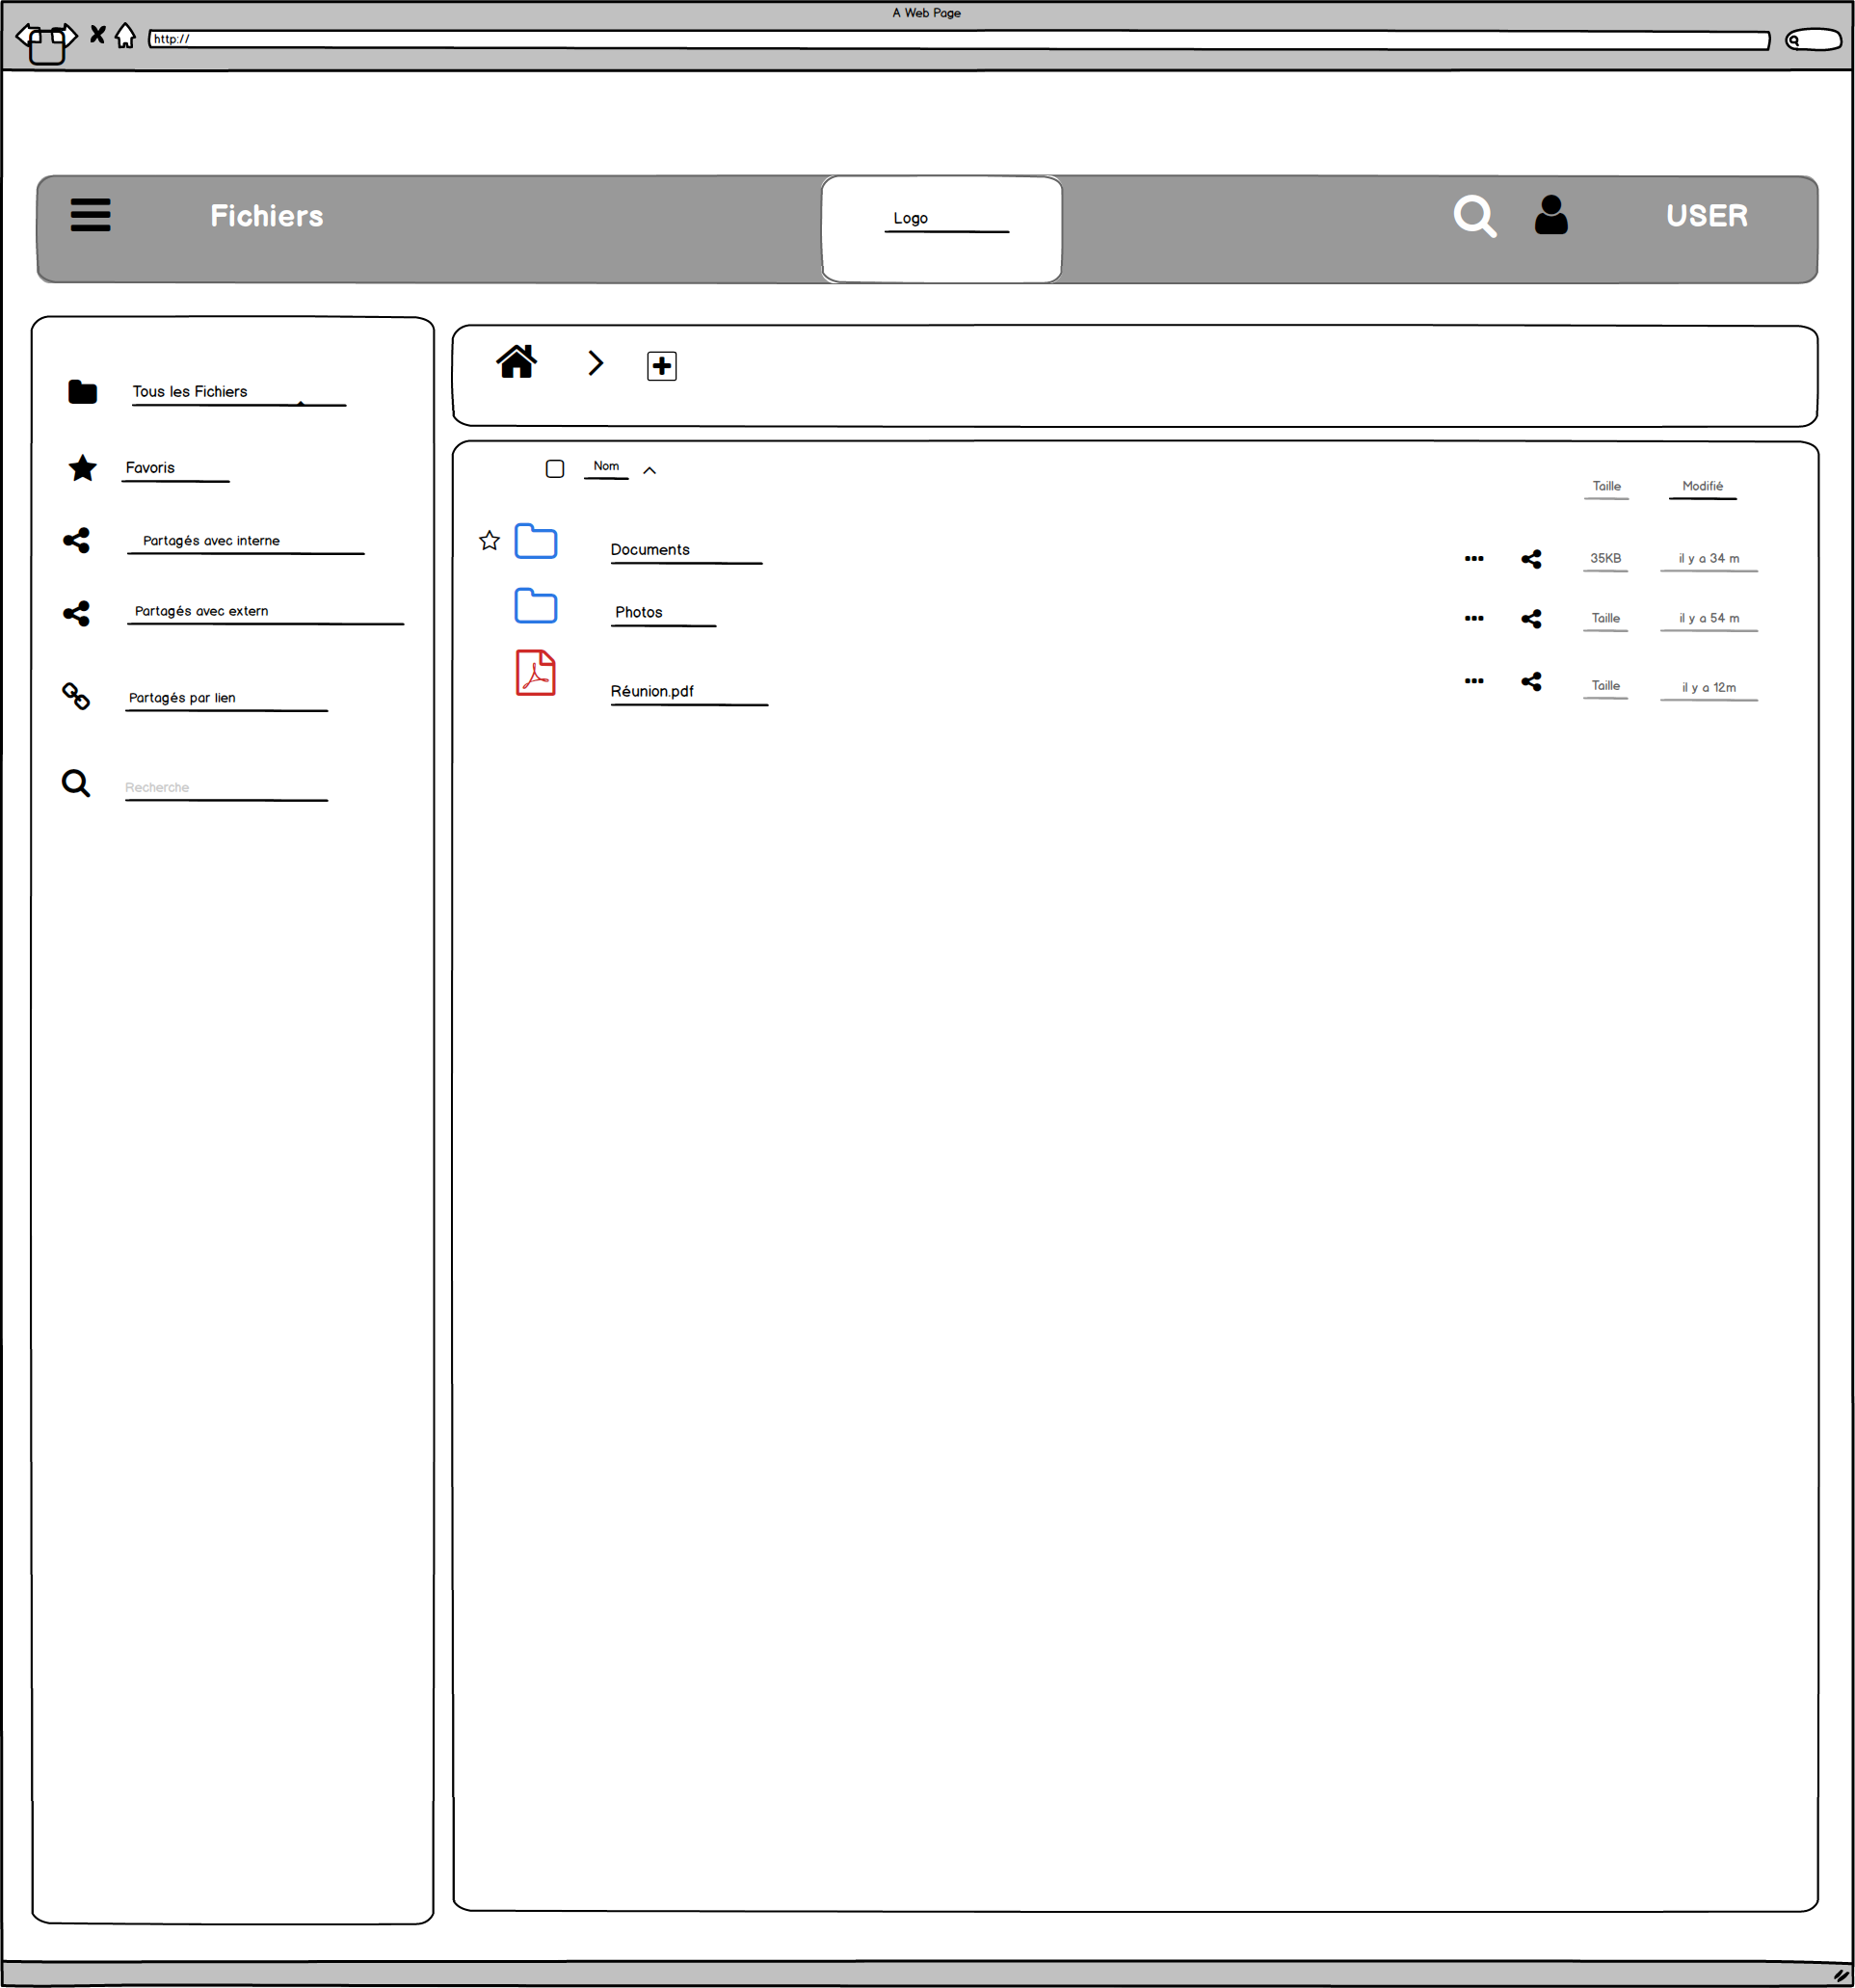 A Web Page
http://
Fichiers
Logo
USER
Tous les Fichiers
Favoris
Partagés avec interne
Partagés avec extern
Partagés par lien
Recherche
Nom
Taille Modifié
Documents 35KB il y a 34 m
Photos Taille il y a 54 m
Réunion.pdf Taille il y a 12m